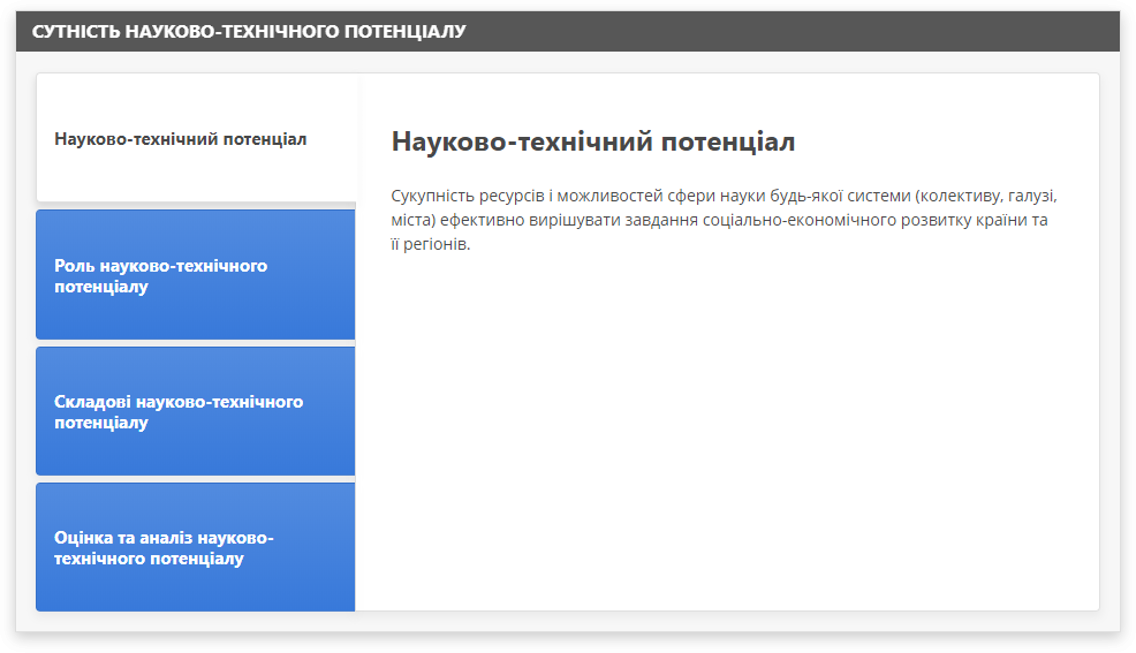 СУТНІСТЬ НАУКОВО-ТЕХНІЧНОГО ПОТЕНЦІАЛУ
Науково-технічний потенціал
Роль науково-технічного
потенціалу
Складові науково-технічного
потенціалу
Оцінка та аналіз науково-
технічного потенціалу
Науково-технічний потенціал
Сукупність ресурсів і можливостей сфери науки будь-якої системи (колективу, галузі,
міста) ефективно вирішувати завдання соціально-економічного розвитку країни та
її регіонів.